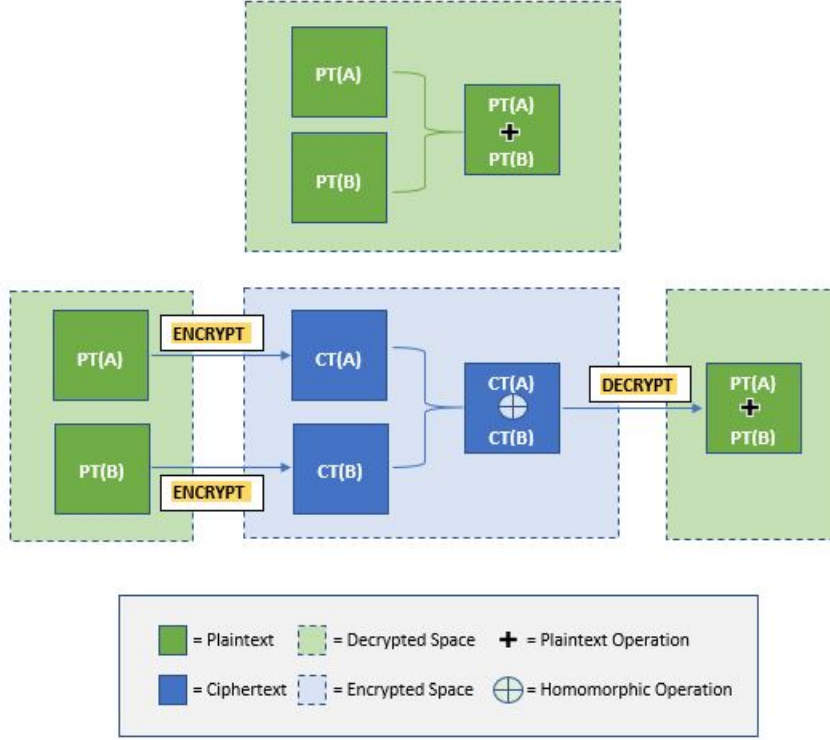 PT(A)
PT(B)
PT(A)
+
PT(B)
PT(A)
ENCRYPT
CT(A)
CT(A)
⊕
CT(B)
DECRYPT
PT(A)
+
PT(B)
PT(B)
ENCRYPT
CT(B)
= Plaintext
= Decrypted Space
+ = Plaintext Operation
= Ciphertext
= Encrypted Space
⊕ = Homomorphic Operation